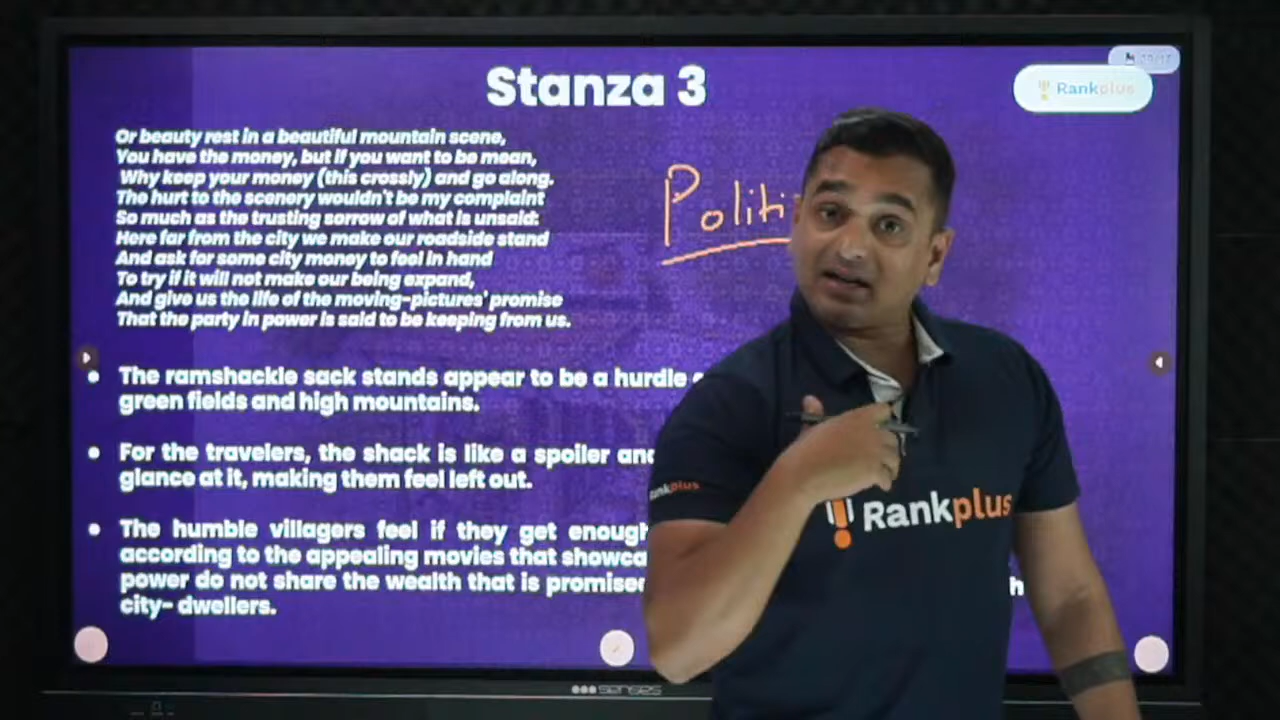 Stanza 3
Rankplus
Or beauty rest in a beautiful mountain scene,
You have the money, but if you want to be mean,
Why keep your money (this crossly) and go along.
The hurt to the scenery wouldn't be my complaint
So much as the trusting sorrow of what is unsaid:
Here far from the city we make our roadside stand
And ask for some city money to feel in hand
To try if it will not make our being expand,
And give us the life of the moving-pictures' promise
That the party in power is said to be keeping from us.
Politi
The ramshackle sack stands appear to be a hurdle
green fields and high mountains.
For the travelers, the shack is like a spoiler and
glance at it, making them feel left out.
The humble villagers feel if they get enough
according to the appealing movies that showca
power do not share the wealth that is promised
city- dwellers.
Rankplus
Rankplus
senses